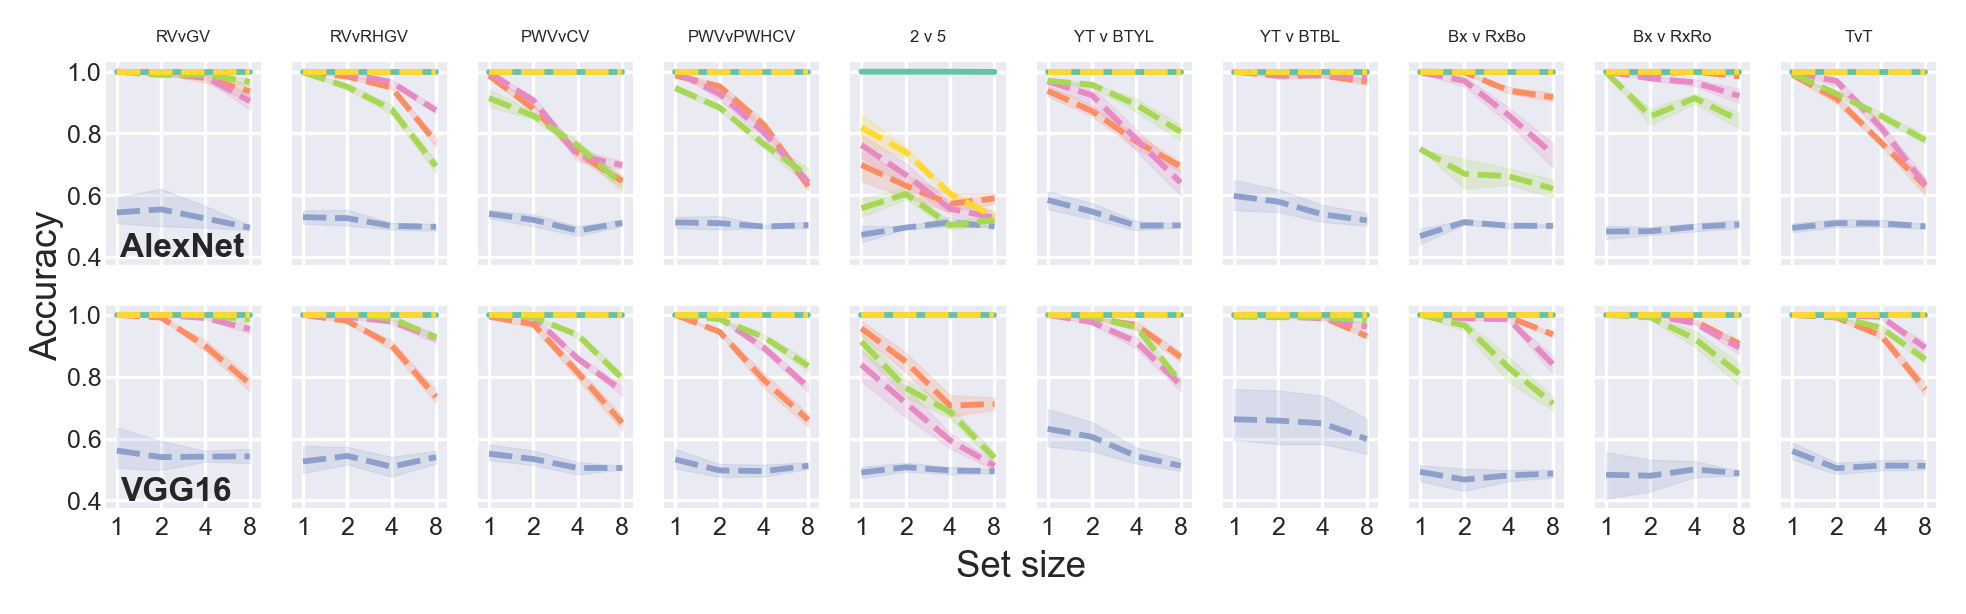 RVvGV RVvRHGV PWVvCV PWVvPWHCV 2 v 5 YT v BTYL YT v BTBL Bx v RxBo Bx v RxRo TvT
Accuracy
1.0
0.8
0.6
0.4
AlexNet
1.0
0.8
0.6
0.4
VGG16
1 2 4 8 1 2 4 8 1 2 4 8 1 2 4 8 1 2 4 8 1 2 4 8 1 2 4 8 1 2 4 8 1 2 4 8 1 2 4 8
Set size